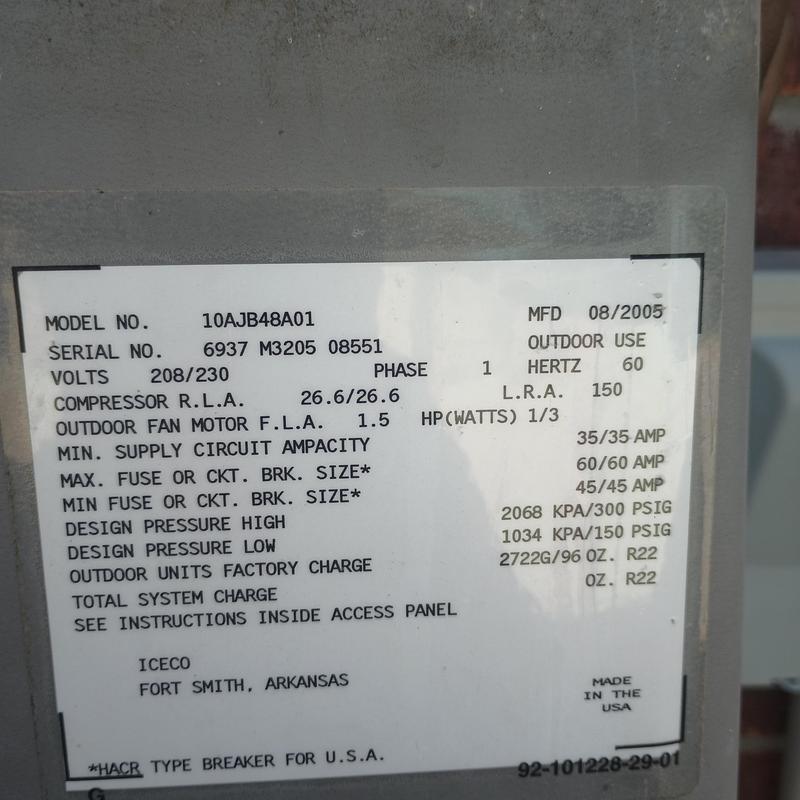 MODEL NO. 10AJB48A01 MFD 08/2005
SERIAL NO. 6937 M3205 08551 OUTDOOR USE
VOLTS 208/230 PHASE 1 HERTZ 60
COMPRESSOR R.L.A. 26.6/26.6 L.R.A. 150
OUTDOOR FAN MOTOR F.L.A. 1.5 HP(WATTS) 1/3
MIN. SUPPLY CIRCUIT AMPACITY 35/35 AMP
MAX. FUSE OR CKT. BRK. SIZE* 60/60 AMP
MIN FUSE OR CKT. BRK. SIZE* 45/45 AMP
DESIGN PRESSURE HIGH 2068 KPA/300 PSIG
DESIGN PRESSURE LOW 1034 KPA/150 PSIG
OUTDOOR UNITS FACTORY CHARGE 2722G/96 OZ. R22
TOTAL SYSTEM CHARGE OZ. R22
SEE INSTRUCTIONS INSIDE ACCESS PANEL
ICECO
FORT SMITH, ARKANSAS
MADE
IN THE
USA
*HACR TYPE BREAKER FOR U.S.A.
92-101228-29-01
G